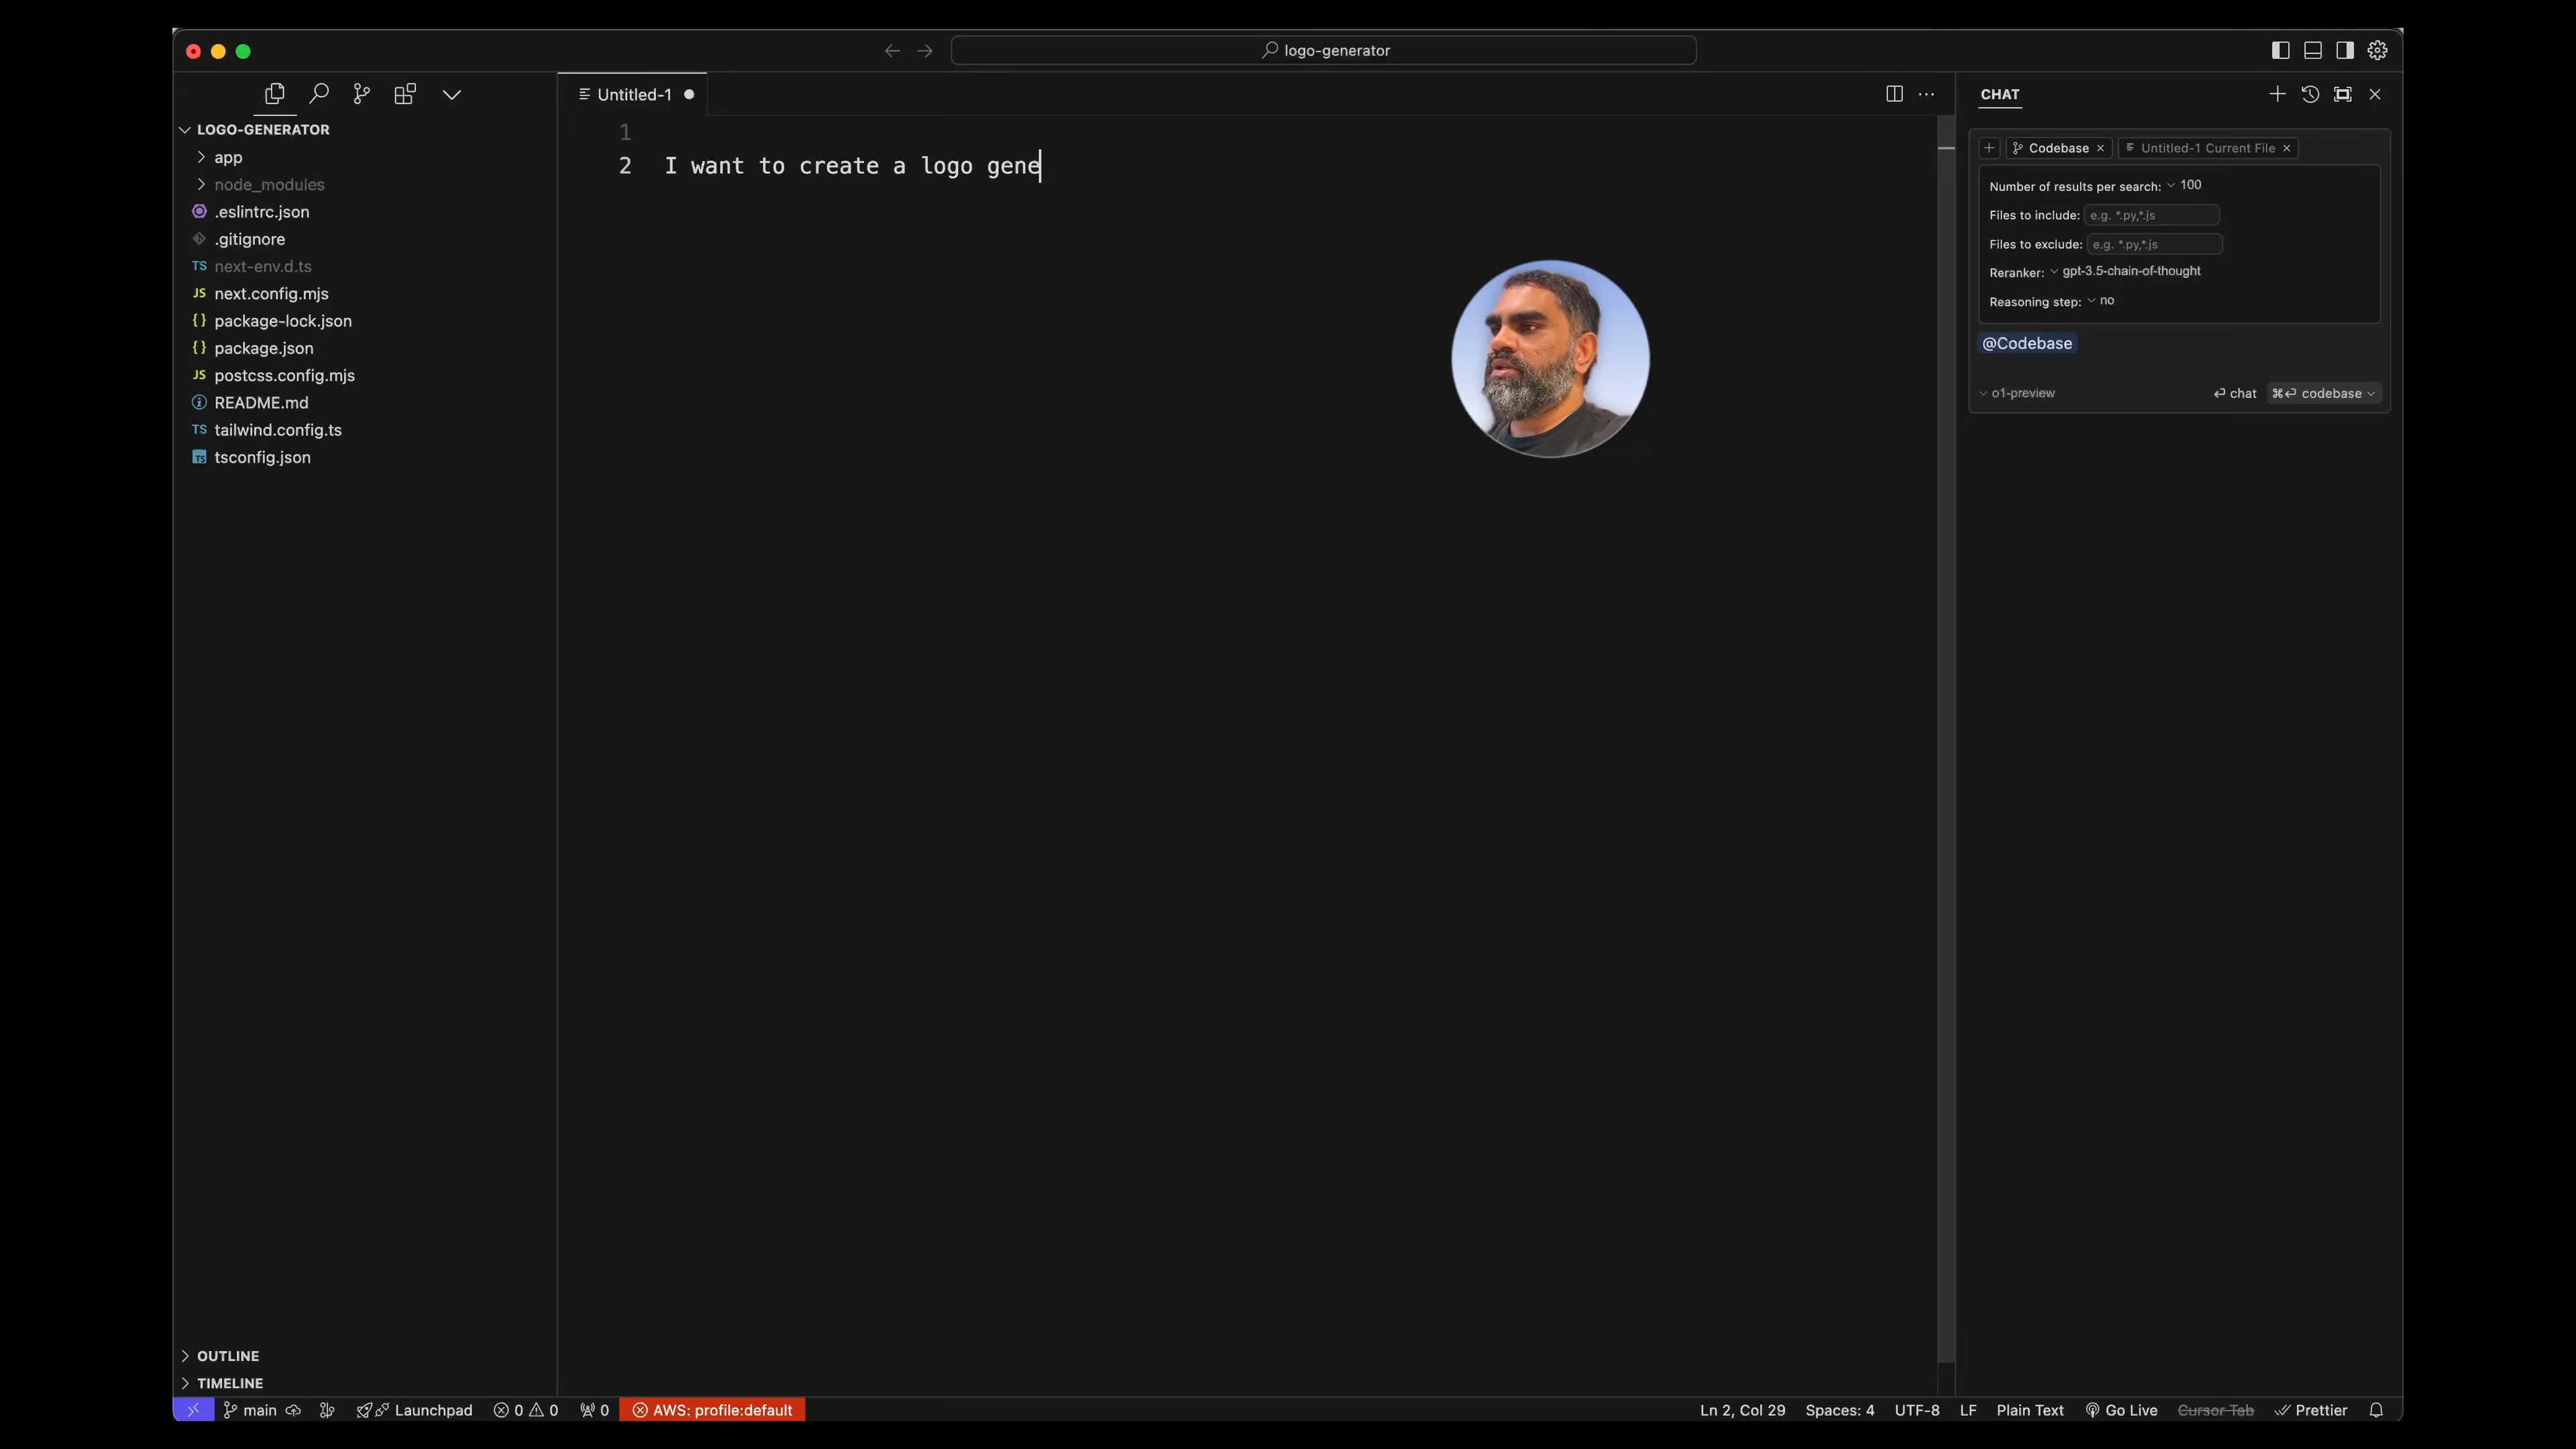 logo-generator
LOGO-GENERATOR
app
node_modules
.eslintrc.json
.gitignore
next-env.d.ts
next.config.mjs
package-lock.json
package.json
postcss.config.mjs
README.md
tailwind.config.ts
tsconfig.json
OUTLINE
TIMELINE
Untitled-1
1
2 I want to create a logo gene
CHAT
Codebase Untitled-1 Current File
Number of results per search: 100
Files to include: e.g. *.py,*.js
Files to exclude: e.g. *.py,*.js
Reranker: gpt-3.5-chain-of-thought
Reasoning step: no
@Codebase
o1-preview chat ⌘⏎ codebase
main Launchpad 0 0 0 AWS: profile:default Ln 2, Col 29 Spaces: 4 UTF-8 LF Plain Text Go Live Cursor Tab Prettier